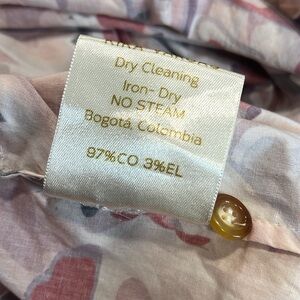 Dry Cleaning
Iron- Dry
NO STEAM
Bogotá, Colombia
97%CO 3%EL